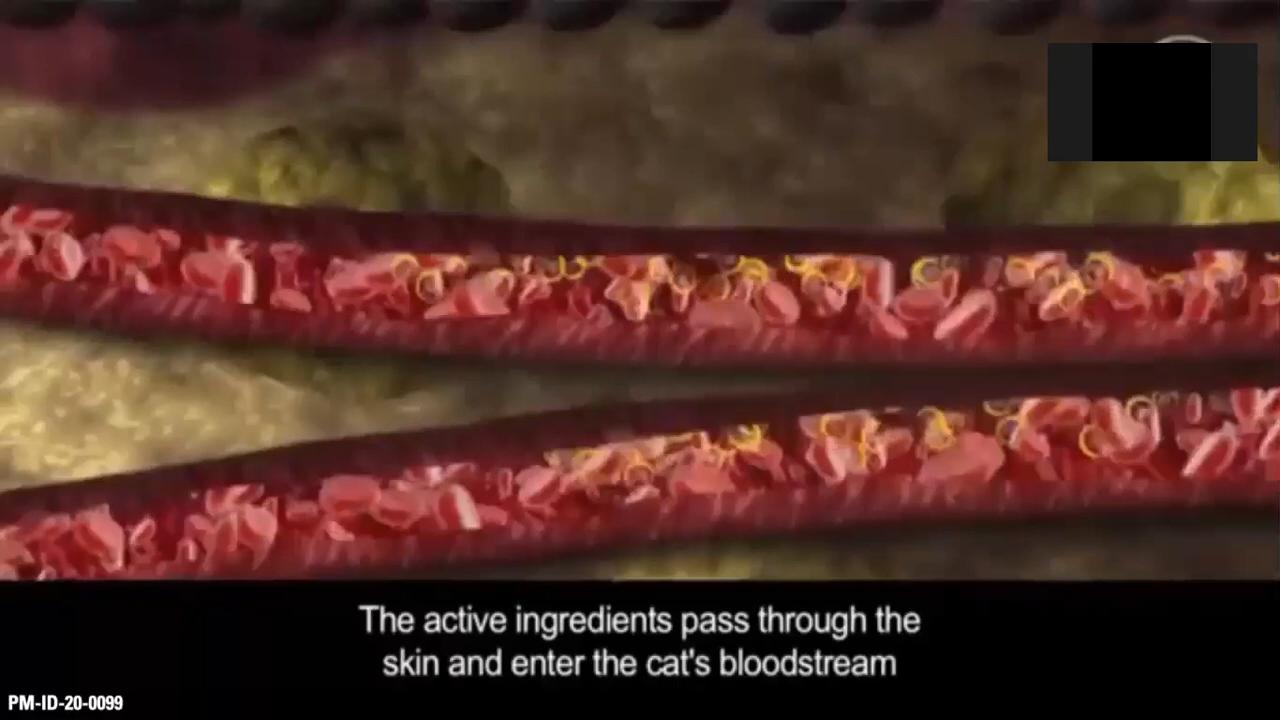 The active ingredients pass through the
skin and enter the cat's bloodstream
PM-ID-20-0099